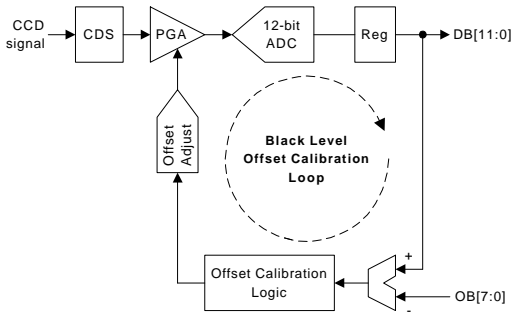 CCD
signal
CDS
PGA
12-bit
ADC
Reg
DB[11:0]
Offset
Adjust
Black Level
Offset Calibration
Loop
Offset Calibration
Logic
+
-
OB[7:0]